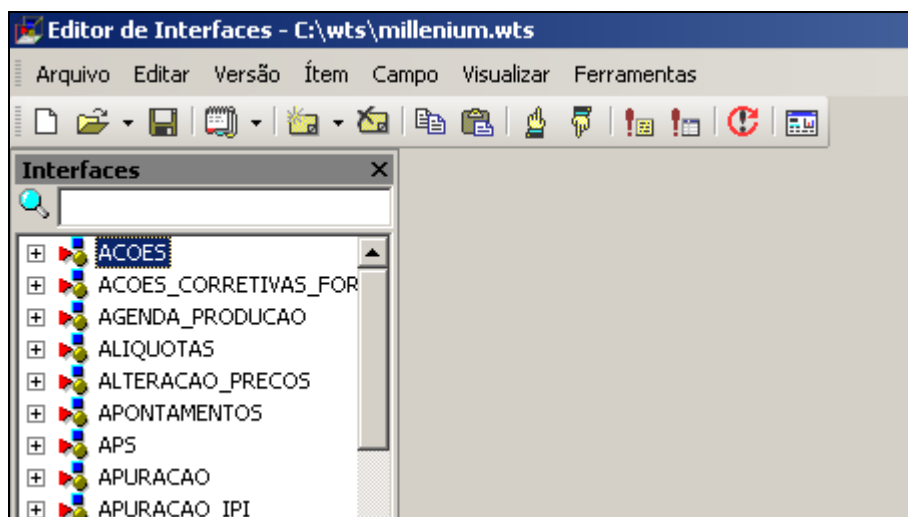 Editor de Interfaces - C:\wts\millenium.wts
Arquivo Editar Versão Ítem Campo Visualizar Ferramentas
Interfaces
ACOES
ACOES_CORRETIVAS_FOR
AGENDA_PRODUCAO
ALIQUOTAS
ALTERACAO_PRECOS
APONTAMENTOS
APS
APURACAO
APURACAO_IPI